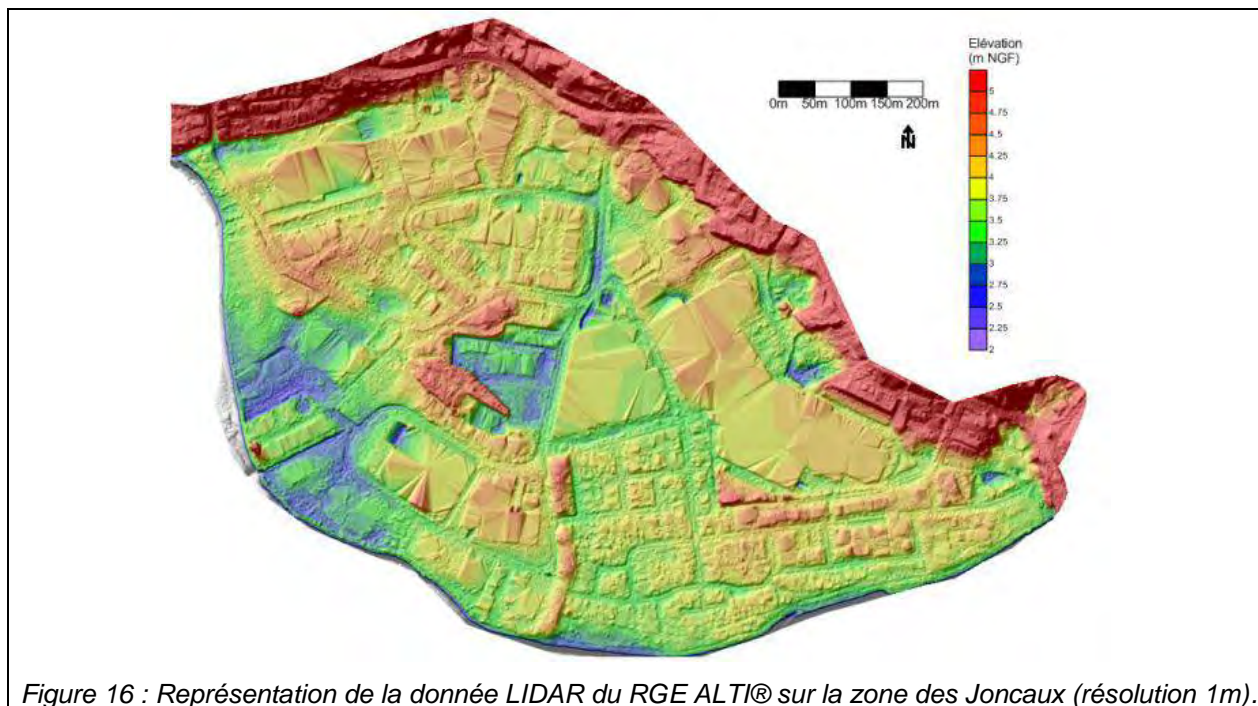 Elévation
(m NGF)
5
4.75
4.5
4.25
4
3.75
3.5
3.25
3
2.75
2.5
2.25
2
0m 50m 100m 150m 200m
N
Figure 16 : Représentation de la donnée LIDAR du RGE ALTI® sur la zone des Joncaux (résolution 1m).